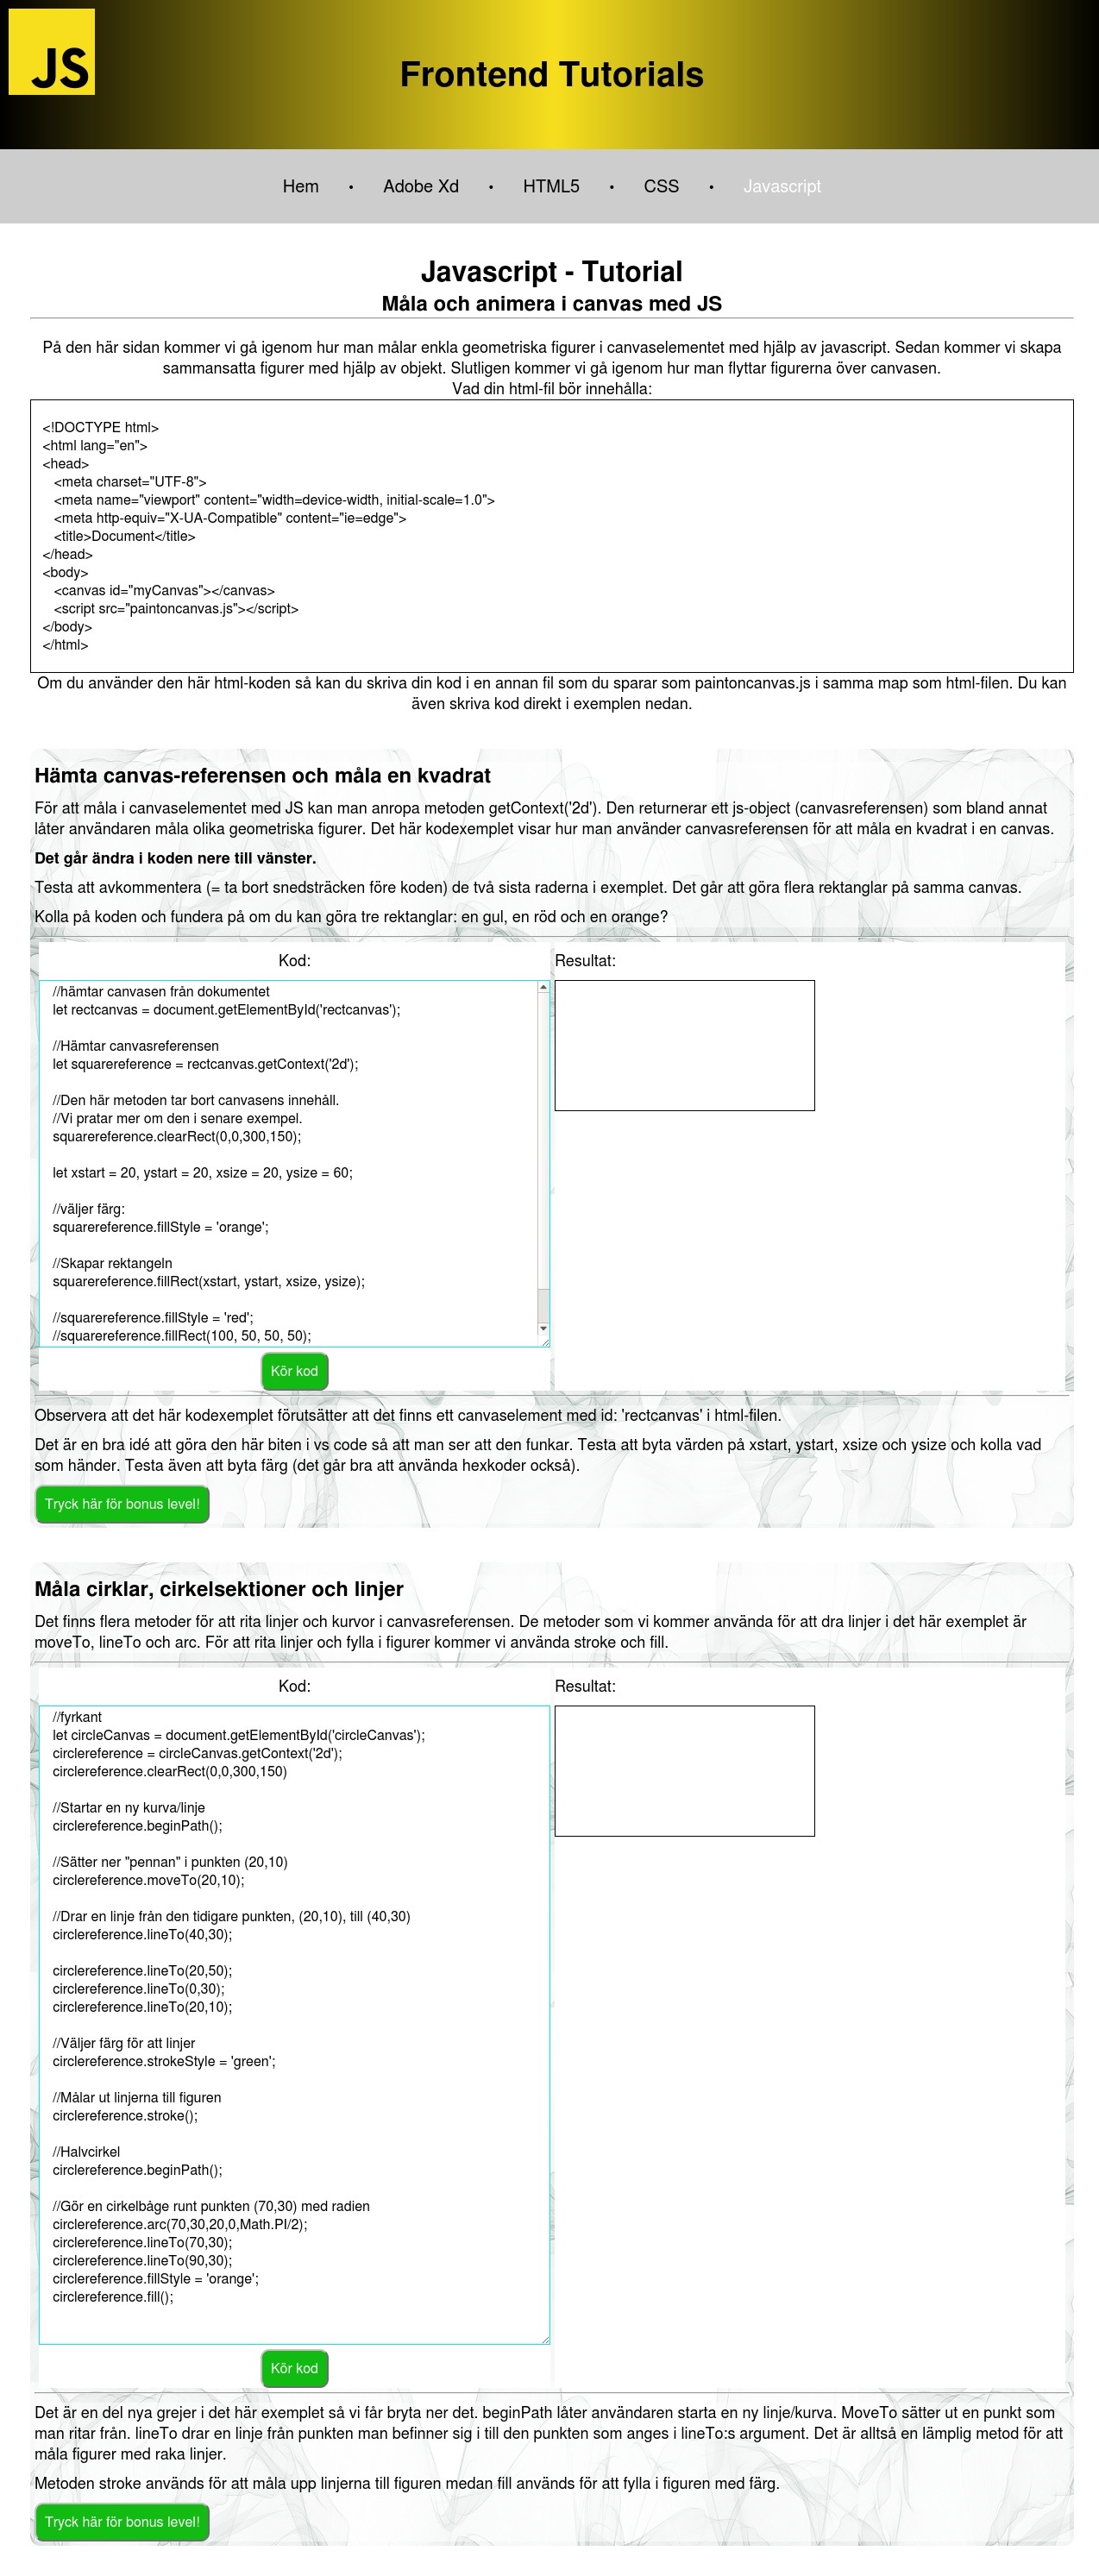 JS
Frontend Tutorials
Hem • Adobe Xd • HTML5 • CSS • Javascript
Javascript - Tutorial
Måla och animera i canvas med JS
På den här sidan kommer vi gå igenom hur man målar enkla geometriska figurer i canvaselementet med hjälp av javascript. Sedan kommer vi skapa
sammansatta figurer med hjälp av objekt. Slutligen kommer vi gå igenom hur man flyttar figurerna över canvasen.
Vad din html-fil bör innehålla:
<!DOCTYPE html>
<html lang="en">
<head>
<meta charset="UTF-8">
<meta name="viewport" content="width=device-width, initial-scale=1.0">
<meta http-equiv="X-UA-Compatible" content="ie=edge">
<title>Document</title>
</head>
<body>
<canvas id="myCanvas"></canvas>
<script src="paintoncanvas.js"></script>
</body>
</html>
Om du använder den här html-koden så kan du skriva din kod i en annan fil som du sparar som paintoncanvas.js i samma map som html-filen. Du kan
även skriva kod direkt i exemplen nedan.
Hämta canvas-referensen och måla en kvadrat
För att måla i canvaselementet med JS kan man anropa metoden getContext('2d'). Den returnerar ett js-object (canvasreferensen) som bland annat
låter användaren måla olika geometriska figurer. Det här kodexemplet visar hur man använder canvasreferensen för att måla en kvadrat i en canvas.
Det går ändra i koden nere till vänster.
Testa att avkommentera (= ta bort snedsträcken före koden) de två sista raderna i exemplet. Det går att göra flera rektanglar på samma canvas.
Kolla på koden och fundera på om du kan göra tre rektanglar: en gul, en röd och en orange?
Kod:
//hämtar canvasen från dokumentet
let rectcanvas = document.getElementById('rectcanvas');
//Hämtar canvasreferensen
let squarereference = rectcanvas.getContext('2d');
//Den här metoden tar bort canvasens innehåll.
//Vi pratar mer om den i senare exempel.
squarereference.clearRect(0,0,300,150);
let xstart = 20, ystart = 20, xsize = 20, ysize = 60;
//väljer färg:
squarereference.fillStyle = 'orange';
//Skapar rektangeln
squarereference.fillRect(xstart, ystart, xsize, ysize);
//squarereference.fillStyle = 'red';
//squarereference.fillRect(100, 50, 50, 50);
Kör kod
Resultat:
Observera att det här kodexemplet förutsätter att det finns ett canvaselement med id: 'rectcanvas' i html-filen.
Det är en bra idé att göra den här biten i vs code så att man ser att den funkar. Testa att byta värden på xstart, ystart, xsize och ysize och kolla vad
som händer. Testa även att byta färg (det går bra att använda hexkoder också).
Tryck här för bonus level!
Måla cirklar, cirkelsektioner och linjer
Det finns flera metoder för att rita linjer och kurvor i canvasreferensen. De metoder som vi kommer använda för att dra linjer i det här exemplet är
moveTo, lineTo och arc. För att rita linjer och fylla i figurer kommer vi använda stroke och fill.
Kod:
//fyrkant
let circleCanvas = document.getElementById('circleCanvas');
circlereference = circleCanvas.getContext('2d');
circlereference.clearRect(0,0,300,150)
//Startar en ny kurva/linje
circlereference.beginPath();
//Sätter ner "pennan" i punkten (20,10)
circlereference.moveTo(20,10);
//Drar en linje från den tidigare punkten, (20,10), till (40,30)
circlereference.lineTo(40,30);
circlereference.lineTo(20,50);
circlereference.lineTo(0,30);
circlereference.lineTo(20,10);
//Väljer färg för att linjer
circlereference.strokeStyle = 'green';
//Målar ut linjerna till figuren
circlereference.stroke();
//Halvcirkel
circlereference.beginPath();
//Gör en cirkelbåge runt punkten (70,30) med radien
circlereference.arc(70,30,20,0,Math.PI/2);
circlereference.lineTo(70,30);
circlereference.lineTo(90,30);
circlereference.fillStyle = 'orange';
circlereference.fill();
Kör kod
Resultat:
Det är en del nya grejer i det här exemplet så vi får bryta ner det. beginPath låter användaren starta en ny linje/kurva. MoveTo sätter ut en punkt som
man ritar från. lineTo drar en linje från punkten man befinner sig i till den punkten som anges i lineTo:s argument. Det är alltså en lämplig metod för att
måla figurer med raka linjer.
Metoden stroke används för att måla upp linjerna till figuren medan fill används för att fylla i figuren med färg.
Tryck här för bonus level!